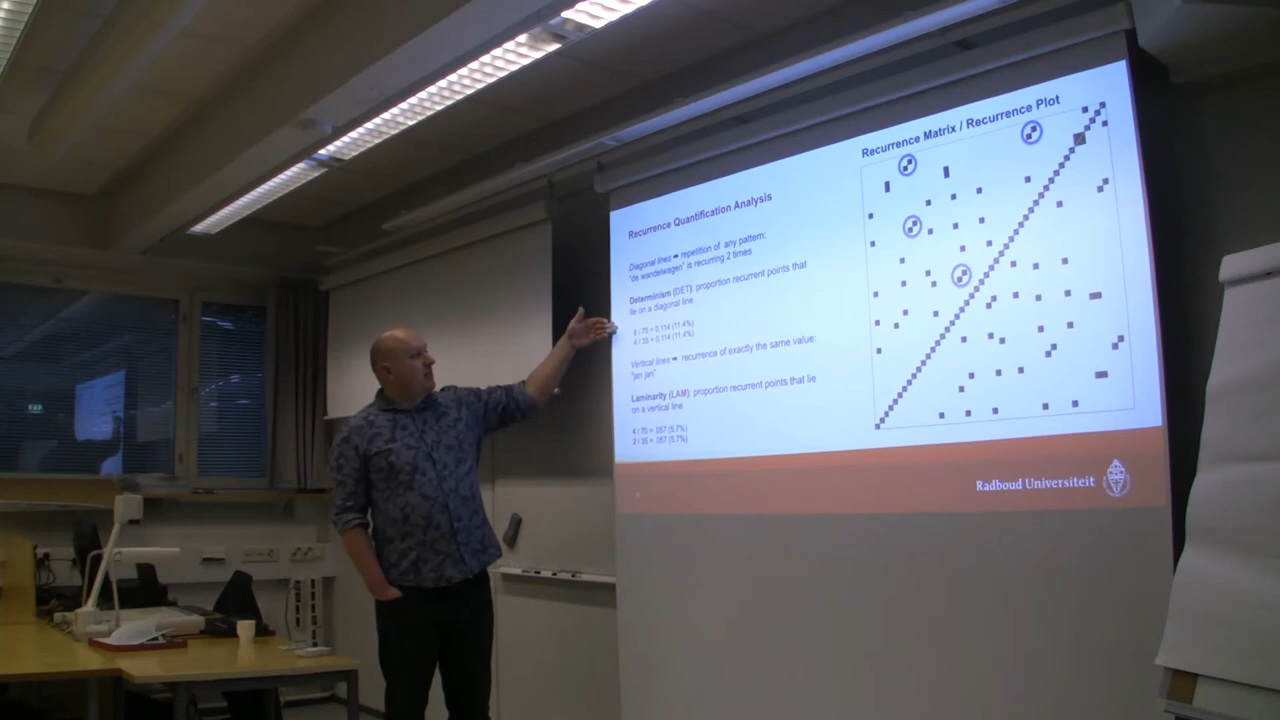 Recurrence Matrix / Recurrence Plot
Recurrence Quantification Analysis
Diagonal lines = repetition of any pattern:
"de wandelwagen" is recurring 2 times
Determinism (DET): proportion recurrent points that
lie on a diagonal line
8 / 70 = 0.114 (11.4%)
4 / 35 = 0.114 (11.4%)
Vertical lines = recurrence of exactly the same value:
"jan jan"
Laminarity (LAM): proportion recurrent points that lie
on a vertical line
4 / 70 = .057 (5.7%)
2 / 35 = .057 (5.7%)
Radboud Universiteit